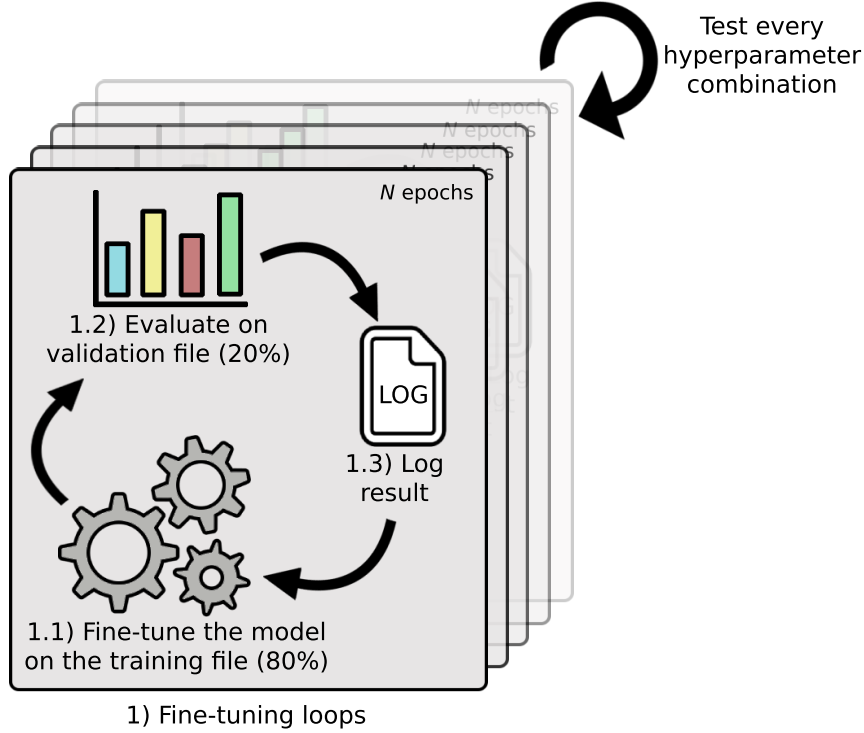 Test every
hyperparameter
combination
N epochs
N epochs
N epochs
N epochs
1.2) Evaluate on
validation file (20%)
LOG
1.3) Log
result
1.1) Fine-tune the model
on the training file (80%)
1) Fine-tuning loops